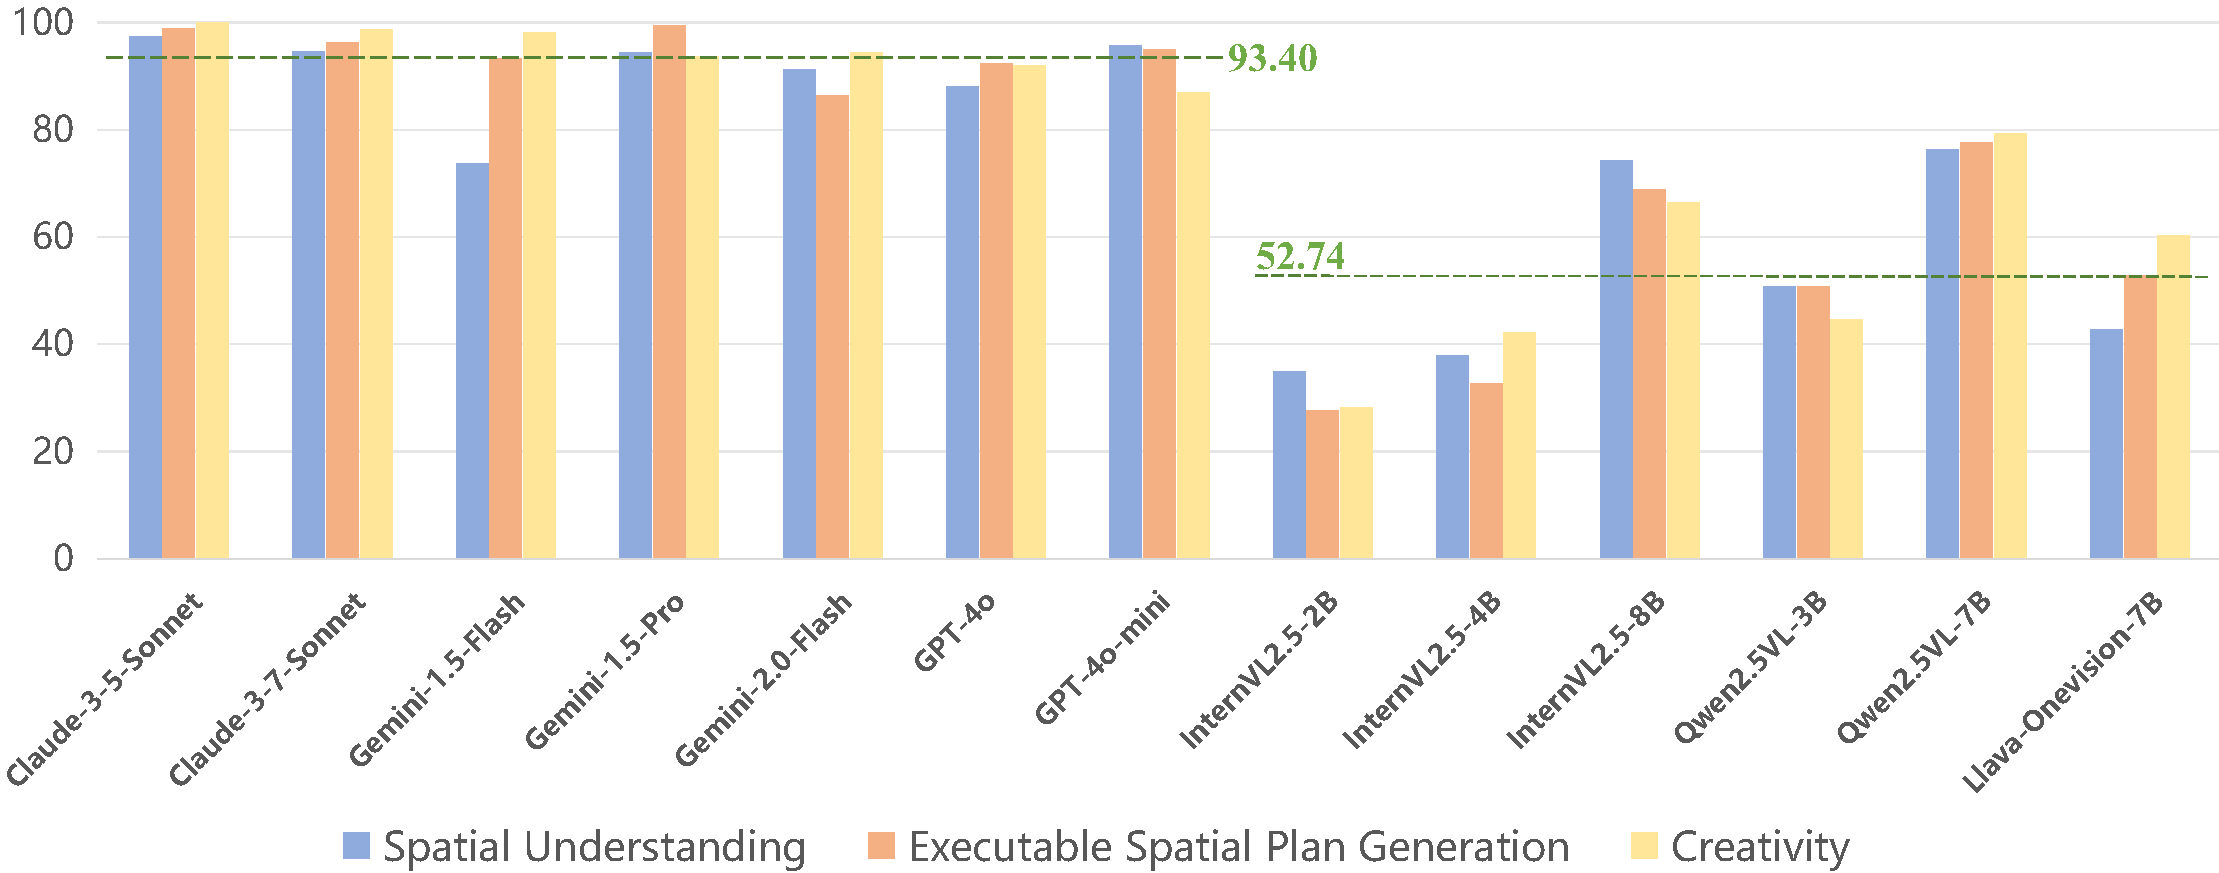 100
80
60
40
20
0
93.40
52.74
Claude-3-5-Sonnet
Claude-3-7-Sonnet
Gemini-1.5-Flash
Gemini-1.5-Pro
Gemini-2.0-Flash
GPT-4o
GPT-4o-mini
InternVL2.5-2B
InternVL2.5-4B
InternVL2.5-8B
Qwen2.5VL-3B
Qwen2.5VL-7B
Llava-Onevision-7B
Spatial Understanding
Executable Spatial Plan Generation
Creativity